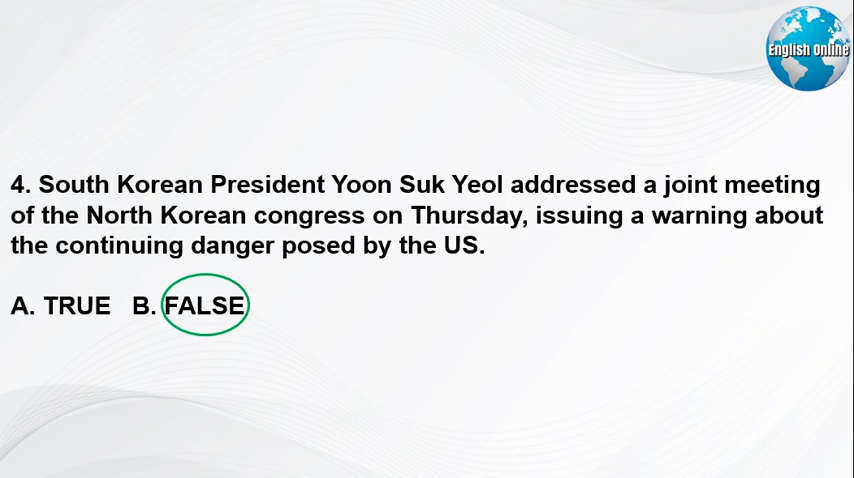 English Online
4. South Korean President Yoon Suk Yeol addressed a joint meeting
of the North Korean congress on Thursday, issuing a warning about
the continuing danger posed by the US.
A. TRUE B. FALSE